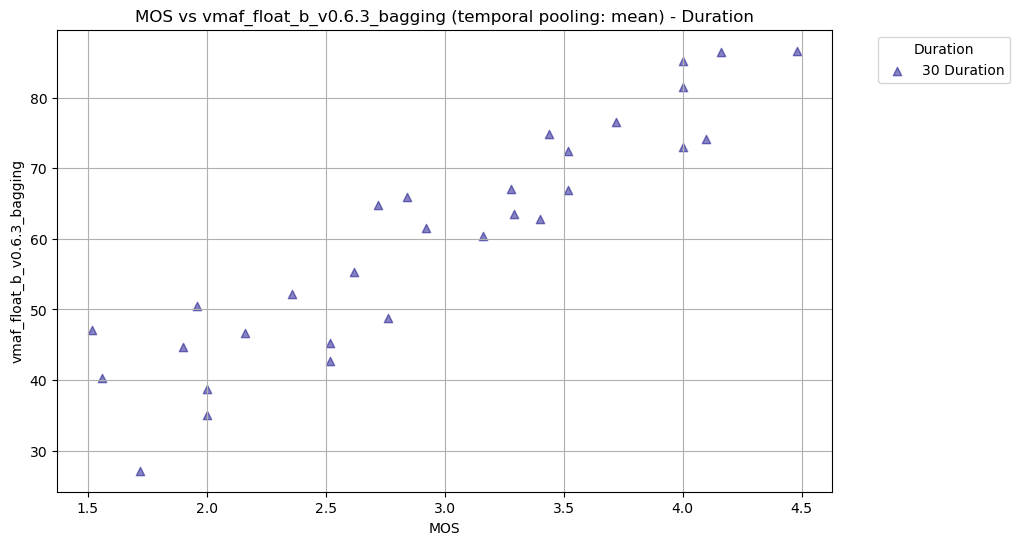 MOS vs vmaf_float_b_v0.6.3_bagging (temporal pooling: mean) - Duration
Duration
30 Duration
vmaf_float_b_v0.6.3_bagging
80
70
60
50
40
30
1.5 2.0 2.5 3.0 3.5 4.0 4.5
MOS